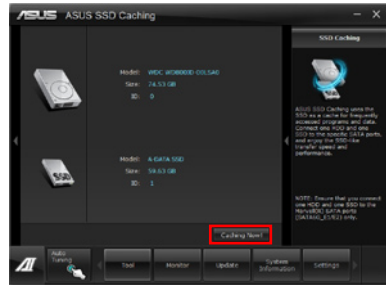 ASUS ASUS SSD Caching
SSD Caching
Model: WDC WD800JD-00LSA0
Size: 74.53 GB
ID: 0
SSD
Model: A-DATA SSD
Size: 59.63 GB
ID: 1
Caching Now!
ASUS SSD Caching uses the
SSD as a cache for frequently
accessed programs and data.
Connect one HDD and one
SSD to the specific SATA ports,
and enjoy the SSD-like
transfer speed and
performance.
NOTE: Ensure that you connect
one HDD and one SSD to the
Marvell(R) SATA ports
(SATA6G_E1/E2) only.
AI
Auto
Tuning
Tool
Monitor
Update
System
Information
Settings